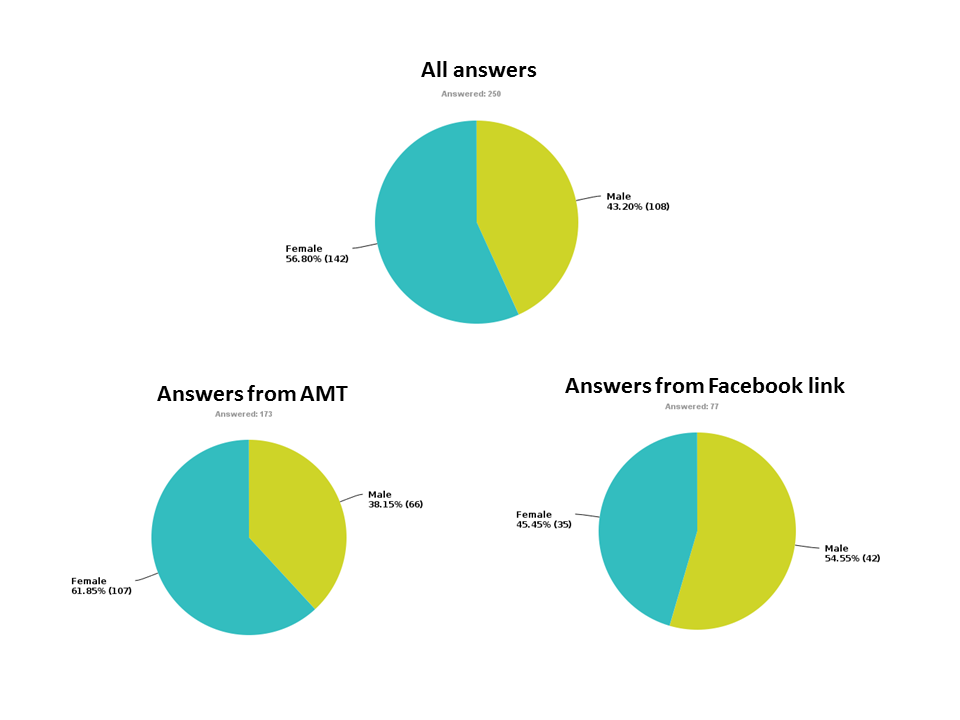 All answers
Answered: 250
Male
43.20% (108)
Female
56.80% (142)
Answers from AMT
Answered: 173
Male
38.15% (66)
Female
61.85% (107)
Answers from Facebook link
Answered: 77
Female
45.45% (35)
Male
54.55% (42)